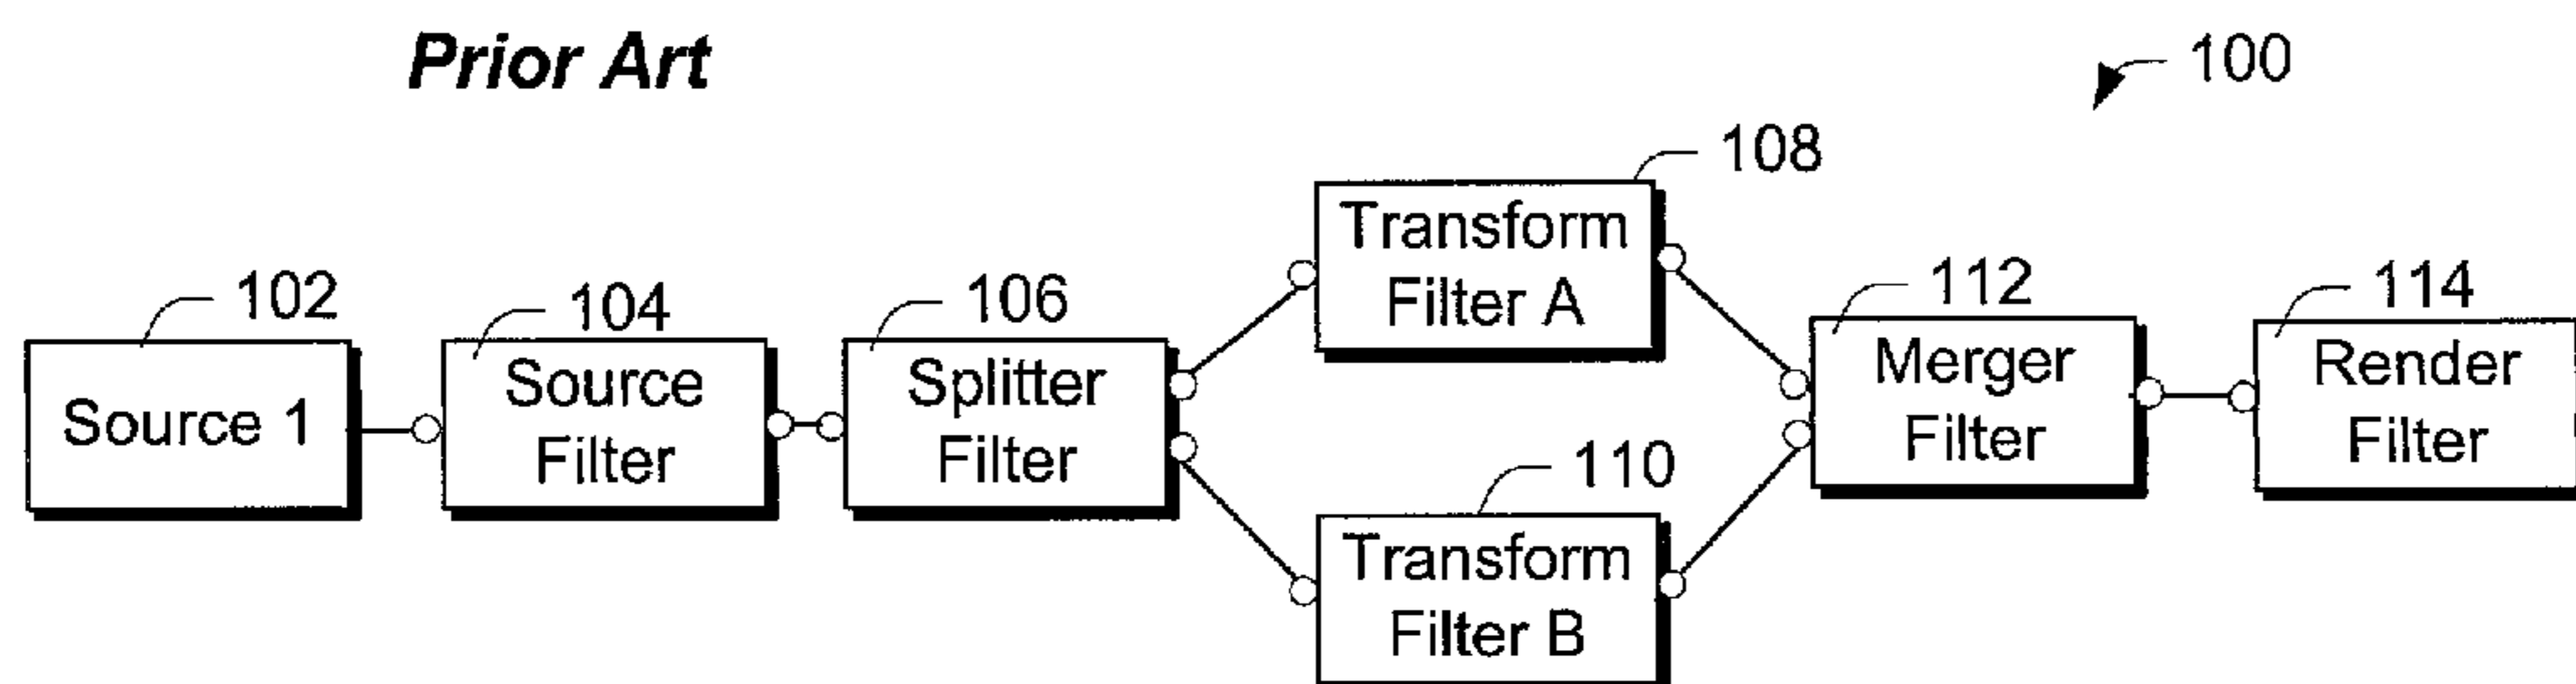 Prior Art
100
108
Transform
Filter A
102
104
106
112
114
Source 1
Source
Filter
Splitter
Filter
Merger
Filter
Render
Filter
110
Transform
Filter B